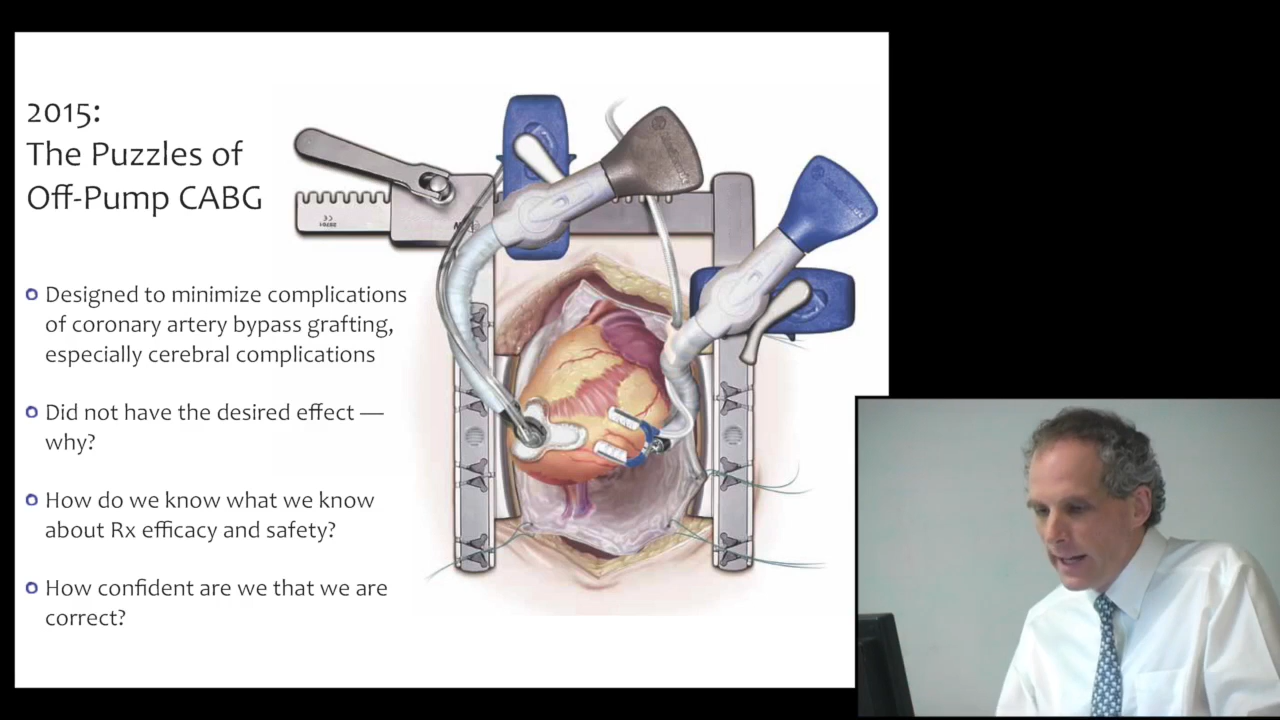 2015:
The Puzzles of
Off-Pump CABG
Designed to minimize complications
of coronary artery bypass grafting,
especially cerebral complications
Did not have the desired effect —
why?
How do we know what we know
about Rx efficacy and safety?
How confident are we that we are
correct?